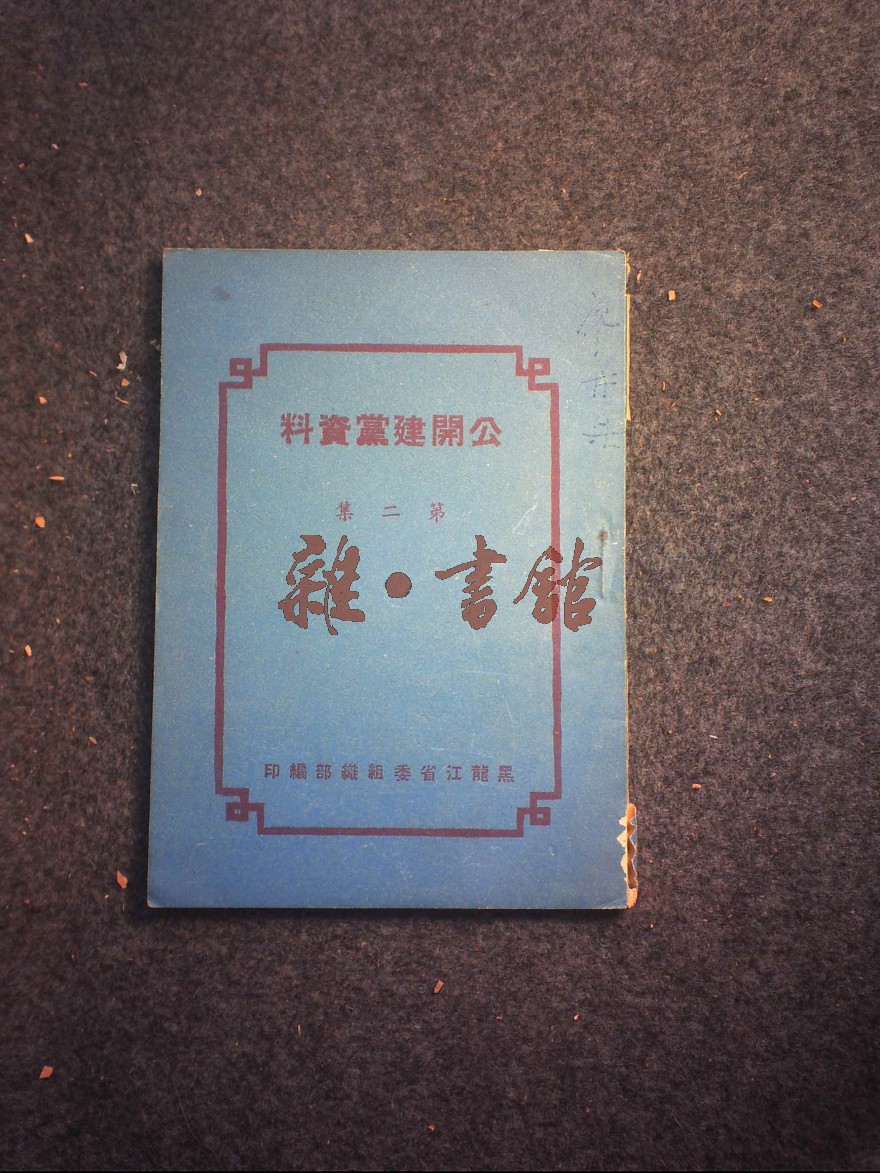 公開建黨資料
第二集
雜·書館
黑龍江省委組織部編印